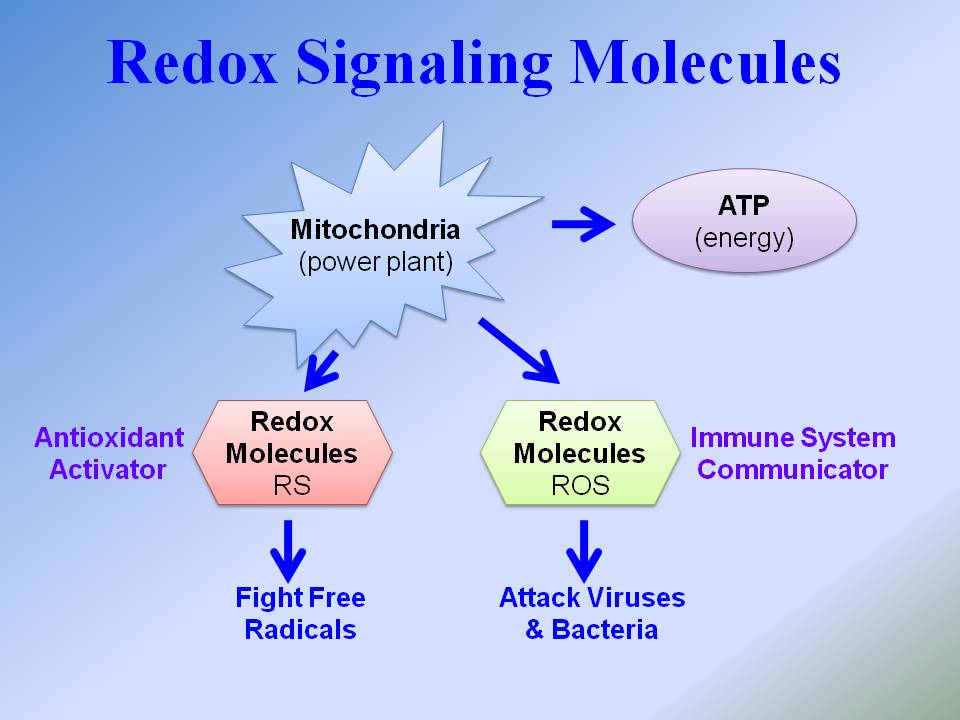 Redox Signaling Molecules
Mitochondria
(power plant)
ATP
(energy)
Antioxidant
Activator
Redox
Molecules
RS
Redox
Molecules
ROS
Immune System
Communicator
Fight Free
Radicals
Attack Viruses
& Bacteria